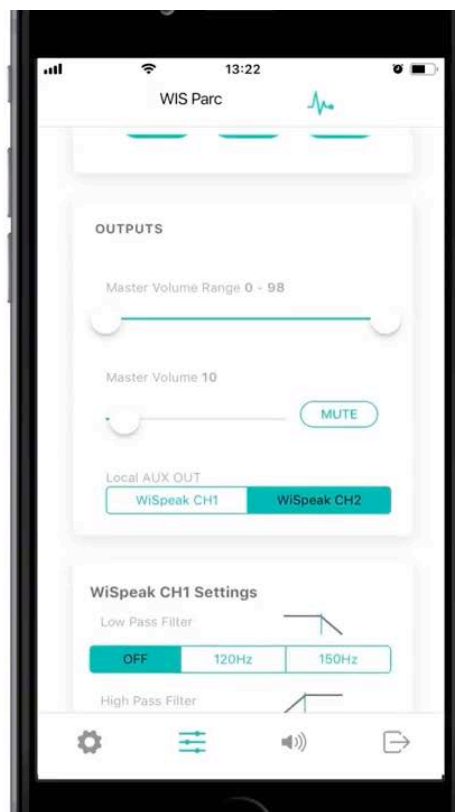 13:22
WIS Parc
OUTPUTS
Master Volume Range 0 - 98
Master Volume 10
MUTE
Local AUX OUT
WiSpeak CH1 WiSpeak CH2
WiSpeak CH1 Settings
Low Pass Filter
OFF 120Hz 150Hz
High Pass Filter